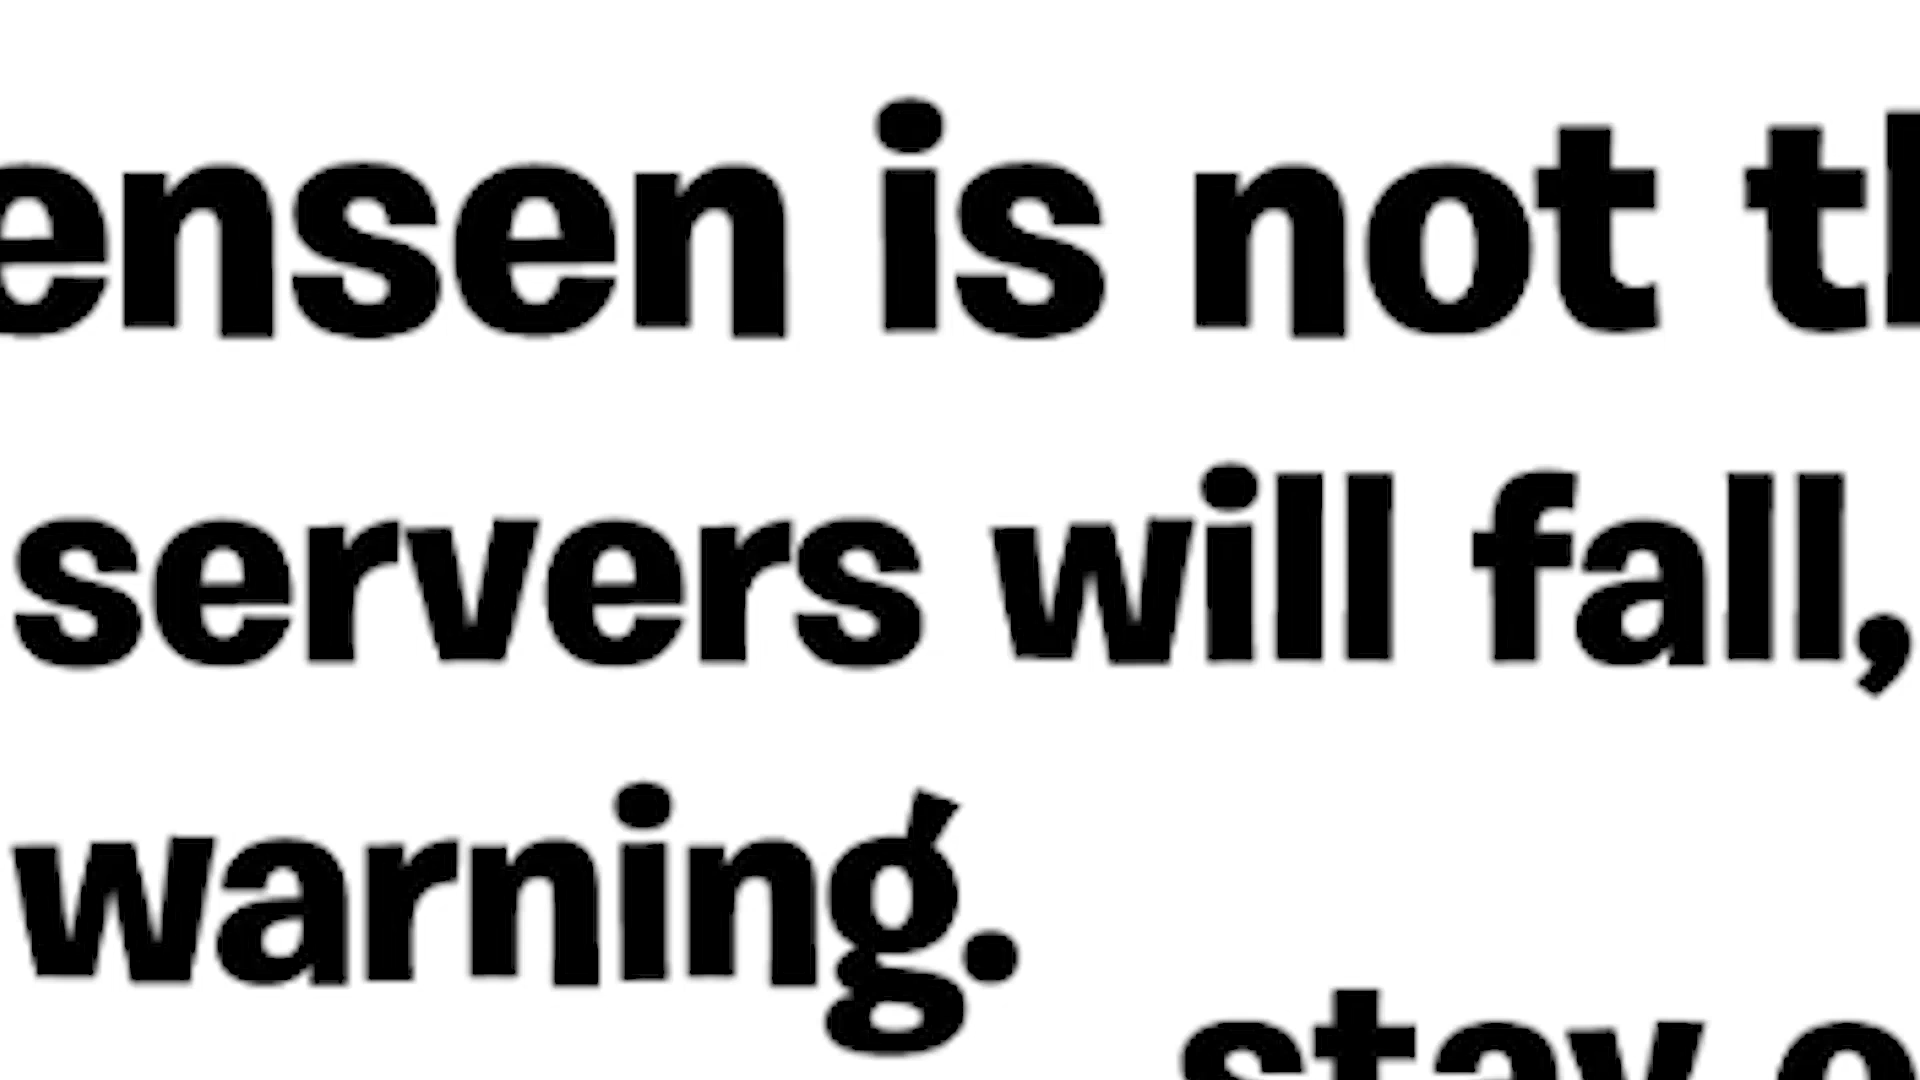 ensen is not th
servers will fall,
warning.
stay o